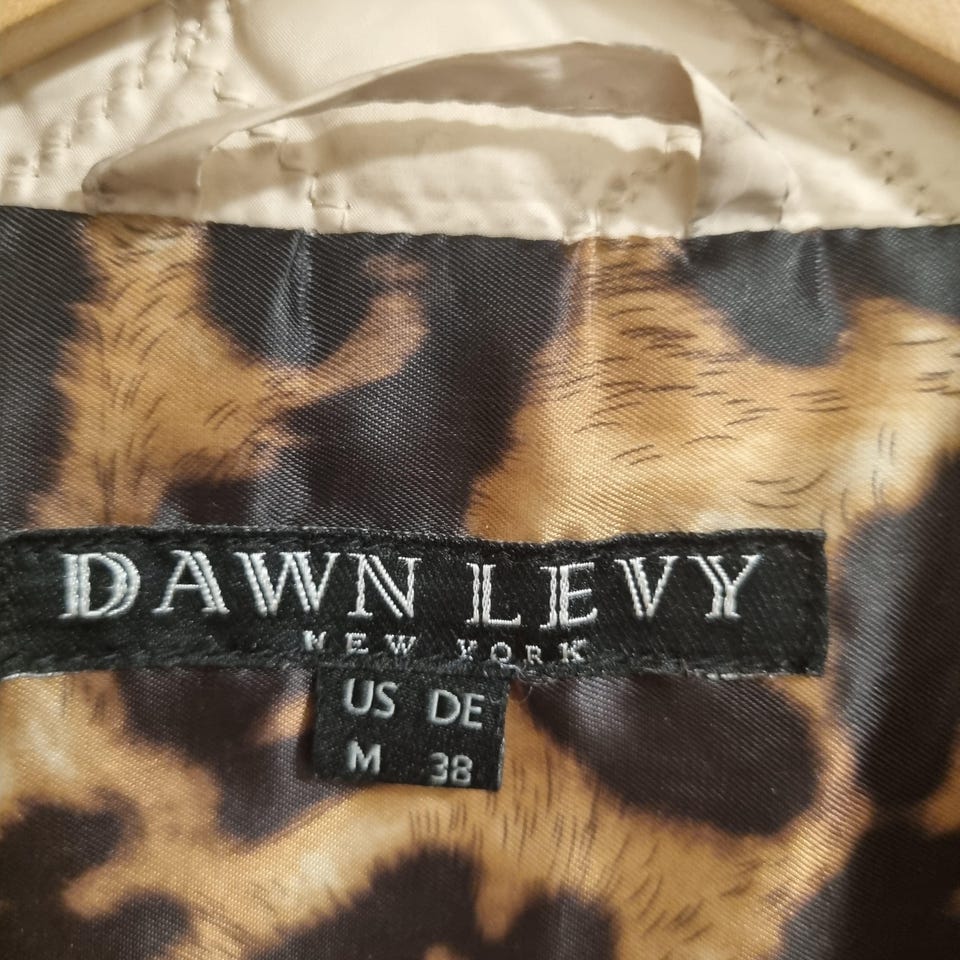 DAWN LEVY
NEW YORK
US DE
M 38